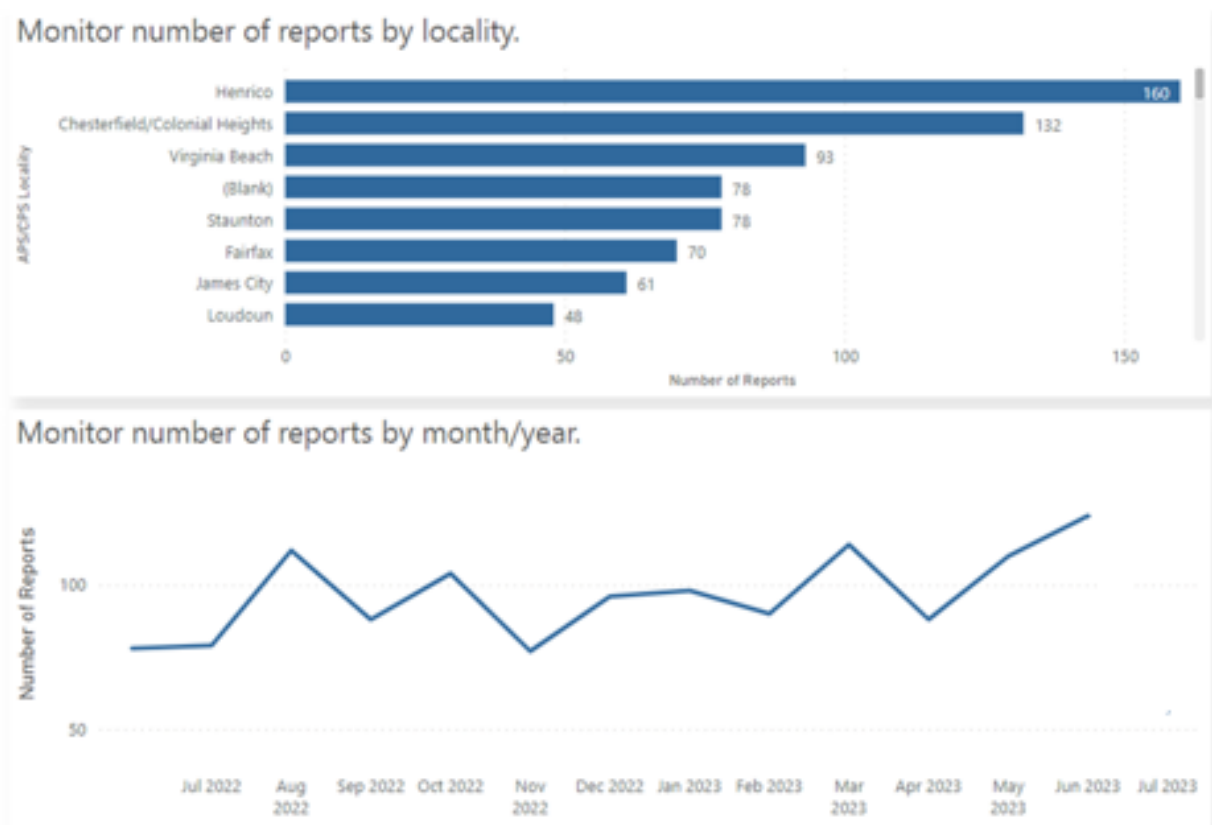 Monitor number of reports by locality.
APS/CPS Locality
Henrico 160
Chesterfield/Colonial Heights 132
Virginia Beach 93
(Blank) 78
Staunton 78
Fairfax 70
James City 61
Loudoun 48
0 50 100 150
Number of Reports
Monitor number of reports by month/year.
Number of Reports
100
50
Jul 2022 Aug 2022 Sep 2022 Oct 2022 Nov 2022 Dec 2022 Jan 2023 Feb 2023 Mar 2023 Apr 2023 May 2023 Jun 2023 Jul 2023